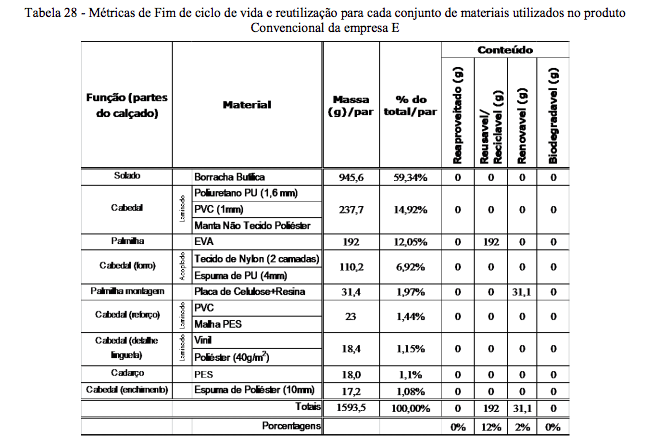 Tabela 28 - Métricas de Fim de ciclo de vida e reutilização para cada conjunto de materiais utilizados no produto
Convencional da empresa E
Função (partes do calçado) Material Massa (g)/par % do total/par Conteúdo
Reaproveitado (g) Reusavel/ Reciclavel (g) Renovavel (g) Biodegradavel (g)
Solado Borracha Butílica 945,6 59,34% 0 0 0 0
Cabedal Laminado Poliuretano PU (1,6 mm) 237,7 14,92% 0 0 0 0
PVC (1mm)
Manta Não Tecido Poliéster
Palmilha EVA 192 12,05% 0 192 0 0
Cabedal (forro) Acoplado Tecido de Nylon (2 camadas) 110,2 6,92% 0 0 0 0
Espuma de PU (4mm)
Palmilha montagem Placa de Celulose+Resina 31,4 1,97% 0 0 31,1 0
Cabedal (reforço) Laminado PVC 23 1,44% 0 0 0 0
Malha PES
Cabedal (detalhe lingueta) Laminado Vinil 18,4 1,15% 0 0 0 0
Poliéster (40g/m²)
Cadarço PES 18,0 1,1% 0 0 0 0
Cabedal (enchimento) Espuma de Poliéster (10mm) 17,2 1,08% 0 0 0 0
Totais 1593,5 100,00% 0 192 31,1 0
Porcentagens 0% 12% 2% 0%